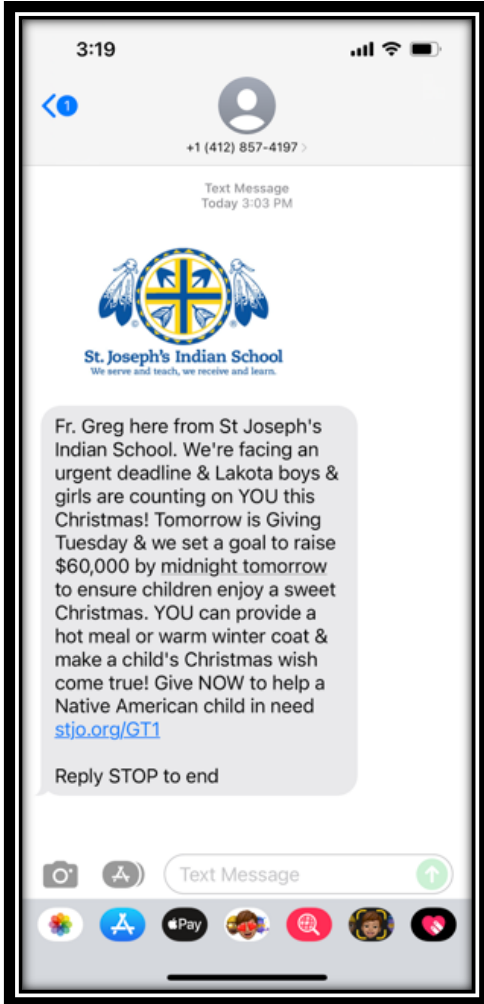 3:19
1
+1 (412) 857-4197 >
Text Message
Today 3:03 PM
St. Joseph's Indian School
We serve and teach, we receive and learn.
Fr. Greg here from St Joseph's
Indian School. We're facing an
urgent deadline & Lakota boys &
girls are counting on YOU this
Christmas! Tomorrow is Giving
Tuesday & we set a goal to raise
$60,000 by midnight tomorrow
to ensure children enjoy a sweet
Christmas. YOU can provide a
hot meal or warm winter coat &
make a child's Christmas wish
come true! Give NOW to help a
Native American child in need
stjo.org/GT1
Reply STOP to end
Text Message
Pay